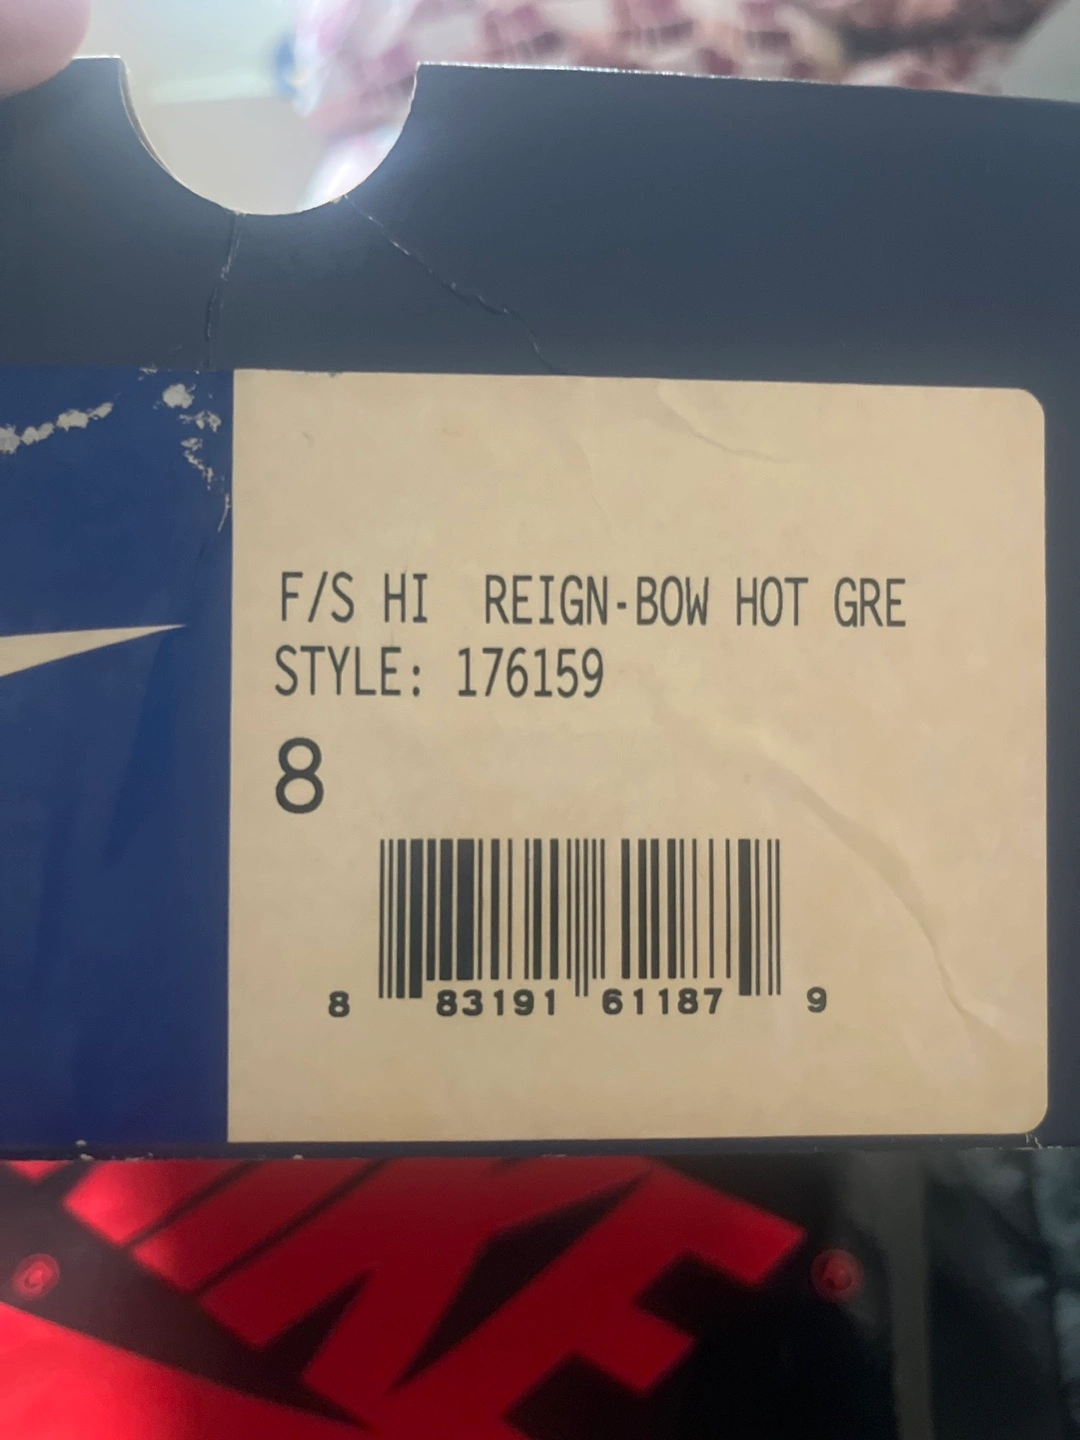 F/S HI REIGN-BOW HOT GRE
STYLE: 176159
8
8 83191 61187 9